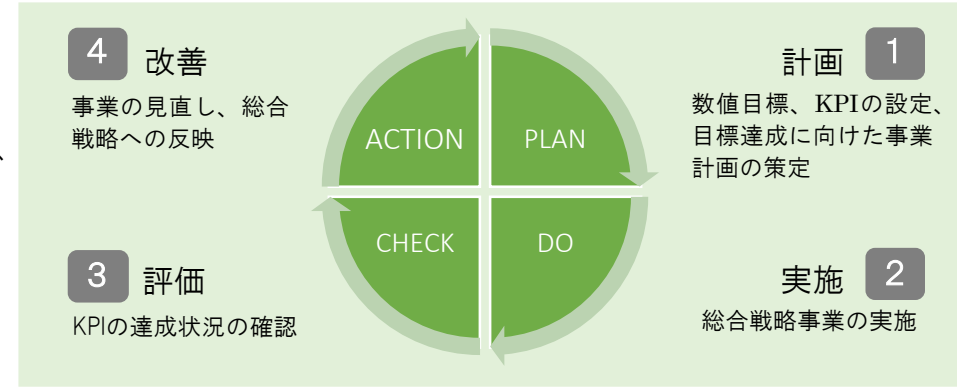 4 改善
事業の見直し、総合
戦略への反映
ACTION
PLAN
計画 1
数値目標、KPIの設定、
目標達成に向けた事業
計画の策定
、
CHECK
DO
3 評価
KPIの達成状況の確認
実施 2
総合戦略事業の実施